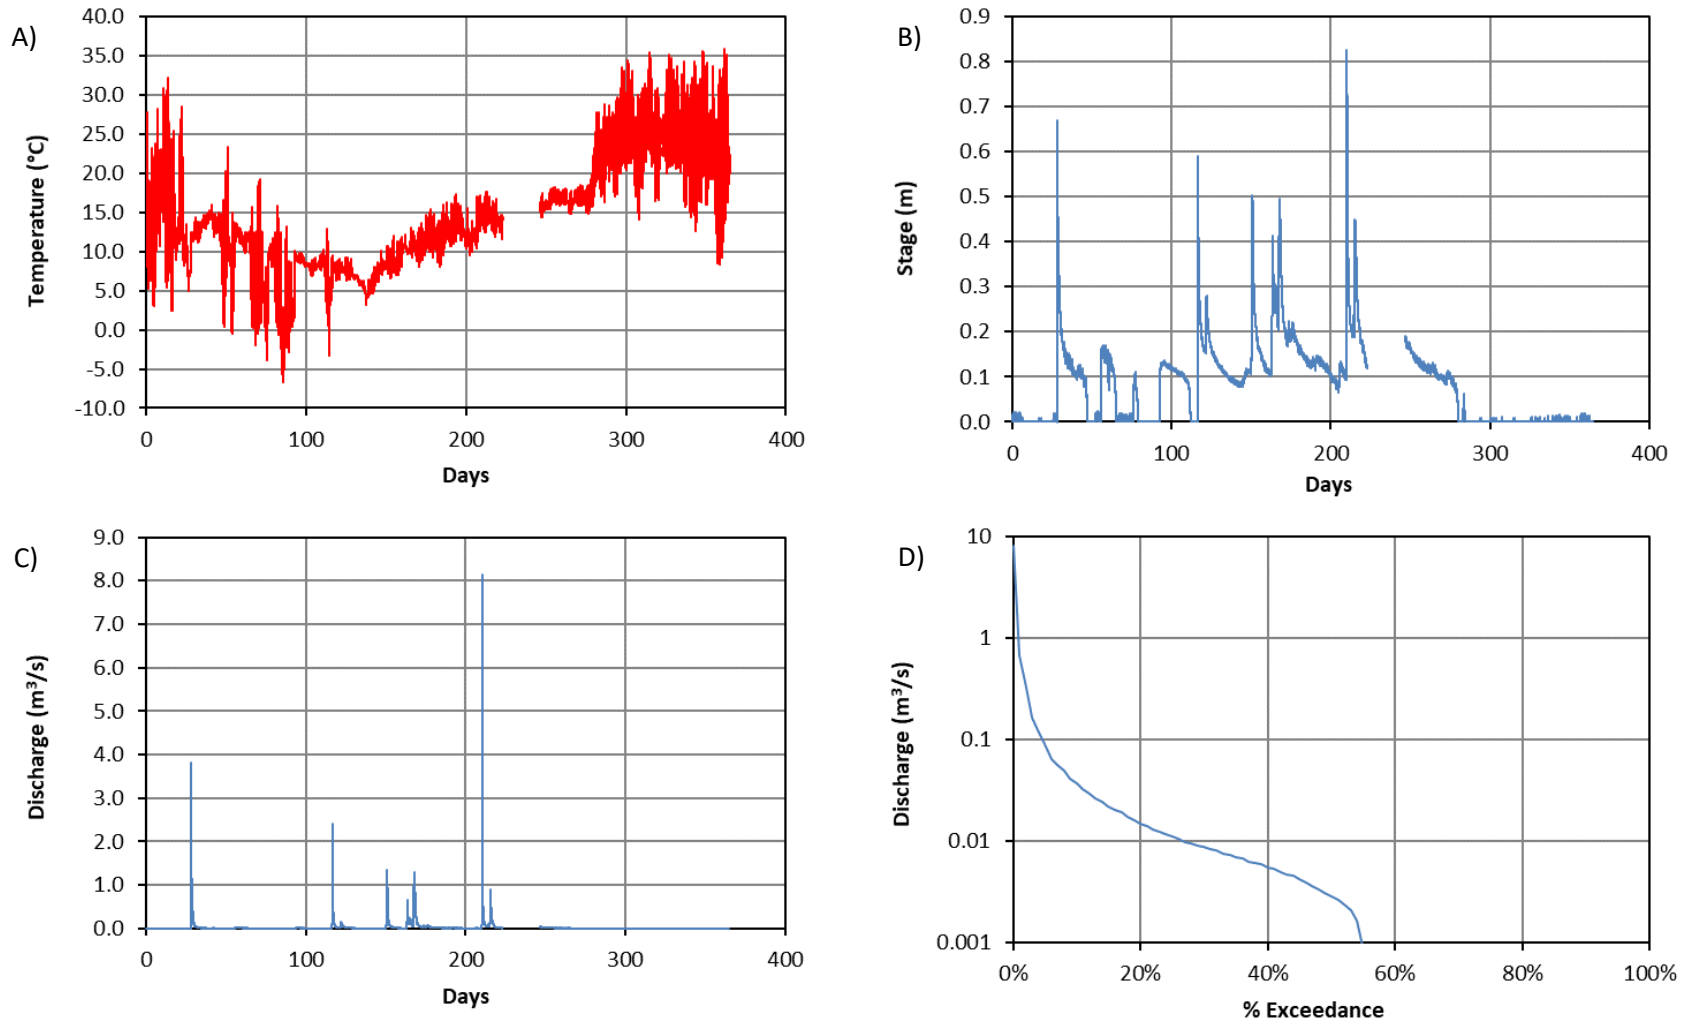 A)
40.0
35.0
30.0
25.0
20.0
15.0
10.0
5.0
0.0
-5.0
-10.0
Temperature (°C)
0 100 200 300 400
Days
B)
0.9
0.8
0.7
0.6
0.5
0.4
0.3
0.2
0.1
0.0
Stage (m)
0 100 200 300 400
Days
C)
9.0
8.0
7.0
6.0
5.0
4.0
3.0
2.0
1.0
0.0
Discharge (m³/s)
0 100 200 300 400
Days
D)
10
1
0.1
0.01
0.001
Discharge (m³/s)
0% 20% 40% 60% 80% 100%
% Exceedance